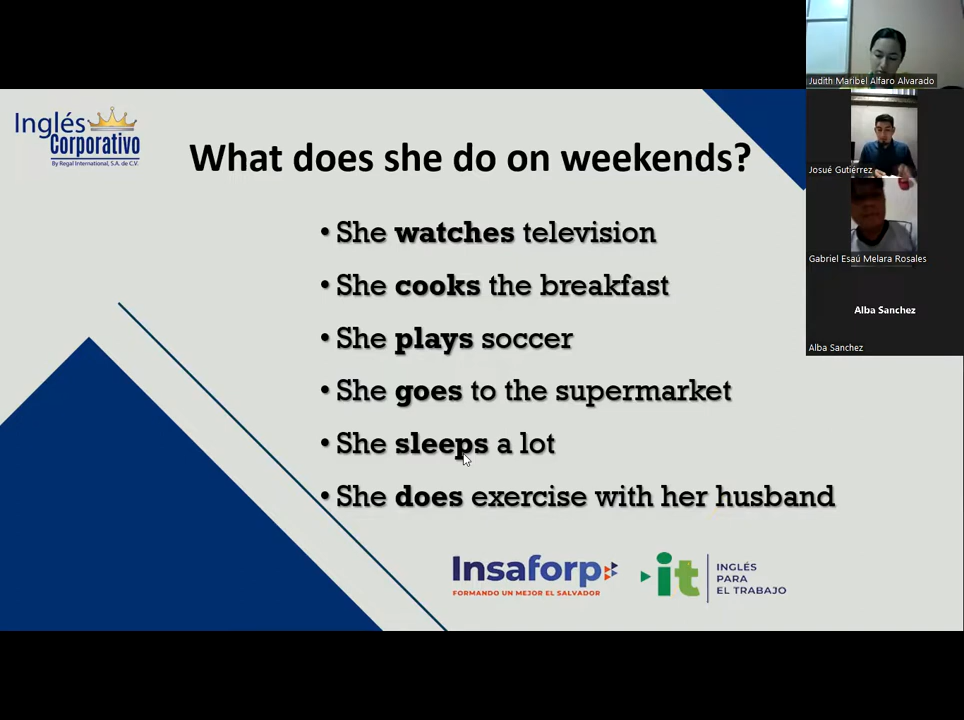 Judith Maribel Alfaro Alvarado
Inglés
Corporativo
By Regal International, S.A. de C.V.
What does she do on weekends?
Josué Gutiérrez
• She watches television
Gabriel Esaú Melara Rosales
• She cooks the breakfast
Alba Sanchez
• She plays soccer
Alba Sanchez
• She goes to the supermarket
• She sleeps a lot
• She does exercise with her husband
Insaforp
FORMANDO UN MEJOR EL SALVADOR
it
INGLÉS
PARA
EL TRABAJO